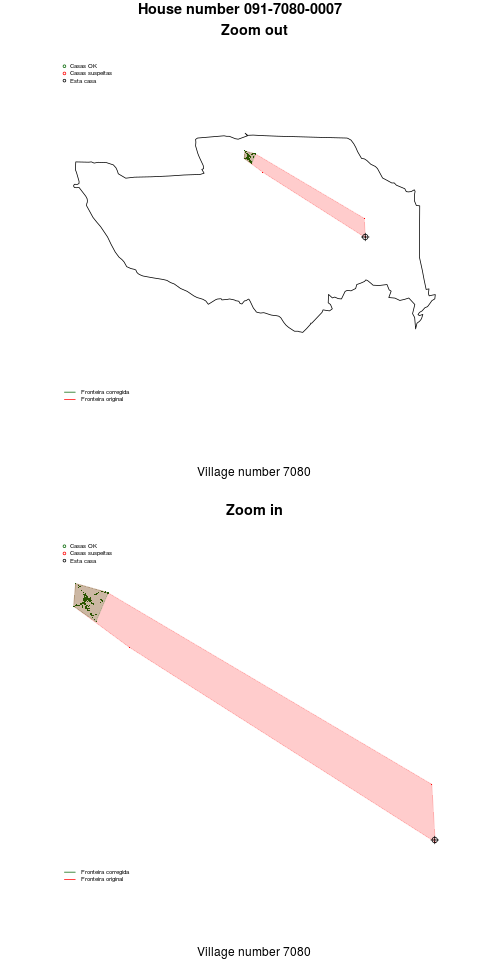 House number 091-7080-0007
Zoom out
Casas OK
Casas suspeitas
Esta casa
Fronteira corregida
Fronteira original
Village number 7080
Zoom in
Casas OK
Casas suspeitas
Esta casa
Fronteira corregida
Fronteira original
Village number 7080